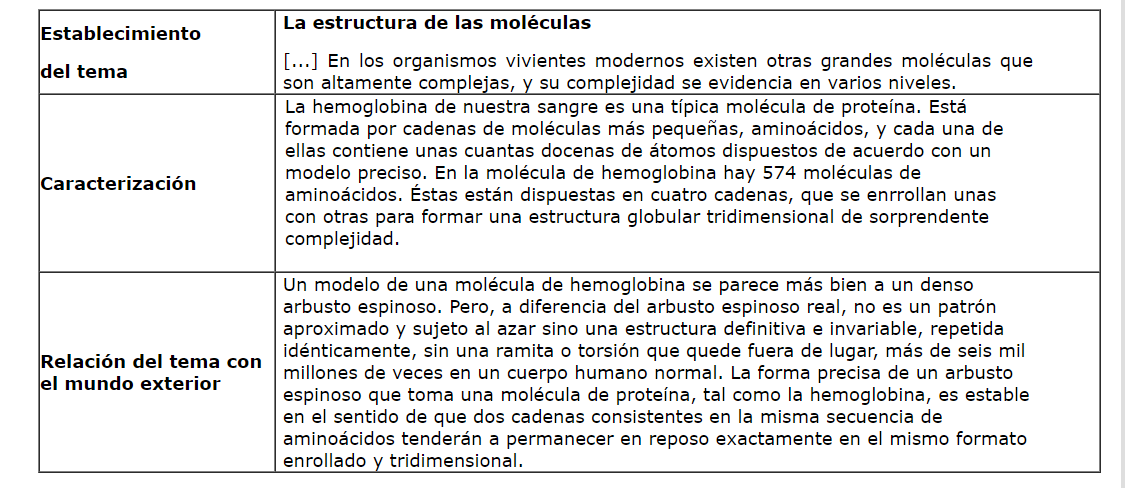 Establecimiento
del tema
La estructura de las moléculas
[...] En los organismos vivientes modernos existen otras grandes moléculas que
son altamente complejas, y su complejidad se evidencia en varios niveles.
Caracterización
La hemoglobina de nuestra sangre es una típica molécula de proteína. Está
formada por cadenas de moléculas más pequeñas, aminoácidos, y cada una de
ellas contiene unas cuantas docenas de átomos dispuestos de acuerdo con un
modelo preciso. En la molécula de hemoglobina hay 574 moléculas de
aminoácidos. Éstas están dispuestas en cuatro cadenas, que se enrrollan unas
con otras para formar una estructura globular tridimensional de sorprendente
complejidad.
Relación del tema con
el mundo exterior
Un modelo de una molécula de hemoglobina se parece más bien a un denso
arbusto espinoso. Pero, a diferencia del arbusto espinoso real, no es un patrón
aproximado y sujeto al azar sino una estructura definitiva e invariable, repetida
idénticamente, sin una ramita o torsión que quede fuera de lugar, más de seis mil
millones de veces en un cuerpo humano normal. La forma precisa de un arbusto
espinoso que toma una molécula de proteína, tal como la hemoglobina, es estable
en el sentido de que dos cadenas consistentes en la misma secuencia de
aminoácidos tenderán a permanecer en reposo exactamente en el mismo formato
enrollado y tridimensional.